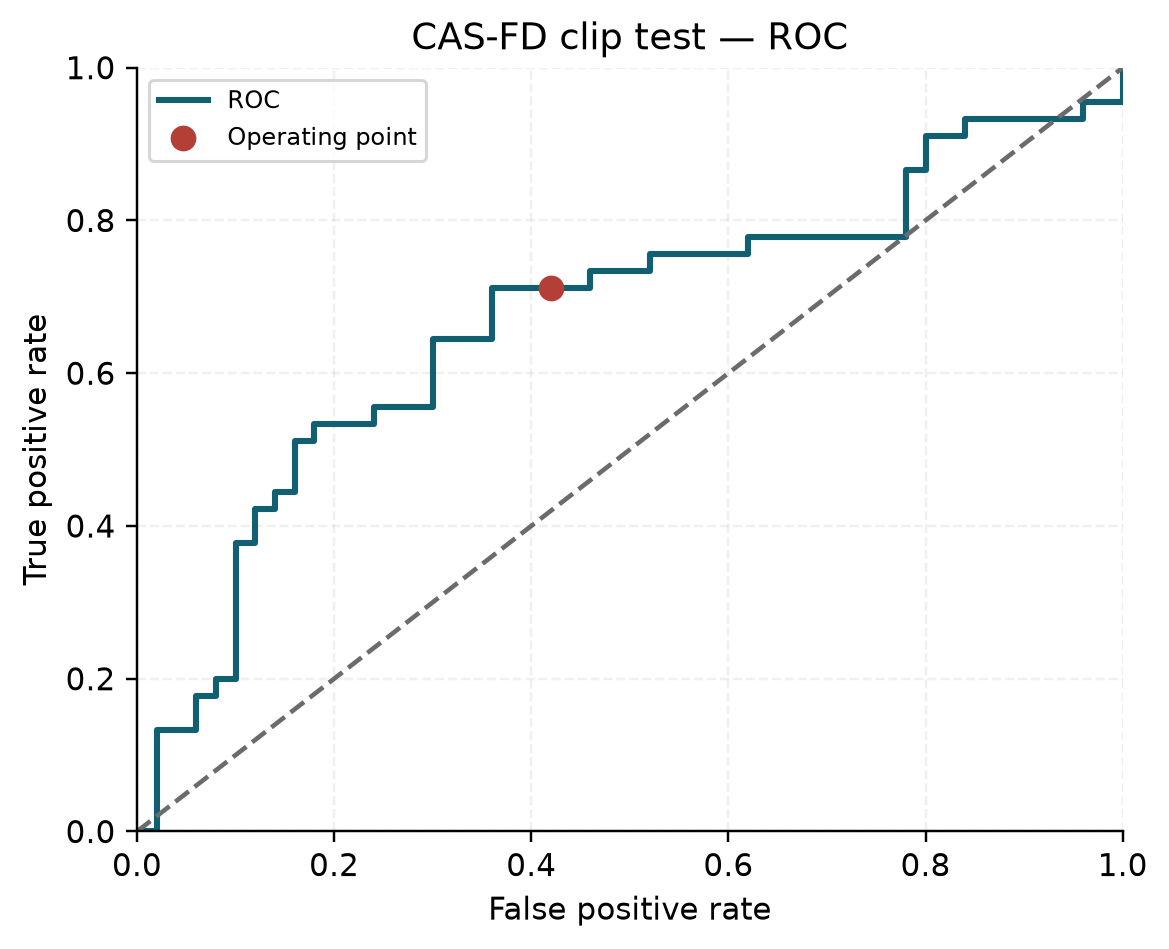 CAS-FD clip test — ROC
ROC
Operating point
True positive rate
1.0
0.8
0.6
0.4
0.2
0.0
0.0 0.2 0.4 0.6 0.8 1.0
False positive rate